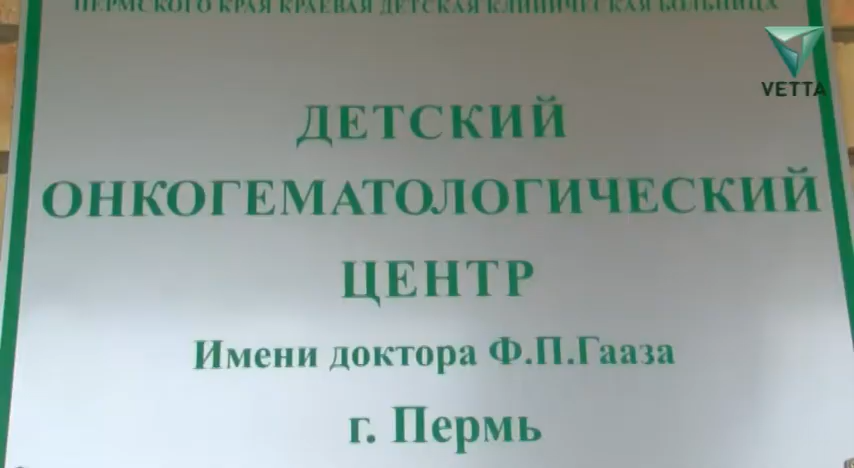 ПЕРМСКОГО КРАЯ КРАЕВАЯ ДЕТСКАЯ КЛИНИЧЕСКАЯ БОЛЬНИЦА
VETTA
ДЕТСКИЙ
ОНКОГЕМАТОЛОГИЧЕСКИЙ
ЦЕНТР
Имени доктора Ф.П.Гааза
г. Пермь